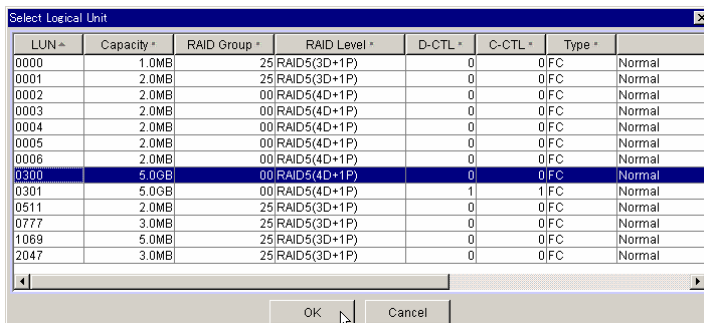 Select Logical Unit
LUN Capacity RAID Group RAID Level D-CTL C-CTL Type
0000 1.0MB 25 RAID5(3D+1P) 0 0 FC Normal
0001 2.0MB 25 RAID5(3D+1P) 0 0 FC Normal
0002 2.0MB 00 RAID5(4D+1P) 0 0 FC Normal
0003 2.0MB 00 RAID5(4D+1P) 0 0 FC Normal
0004 2.0MB 00 RAID5(4D+1P) 0 0 FC Normal
0005 2.0MB 00 RAID5(4D+1P) 0 0 FC Normal
0006 2.0MB 00 RAID5(4D+1P) 0 0 FC Normal
0300 5.0GB 00 RAID5(4D+1P) 0 0 FC Normal
0301 5.0GB 00 RAID5(4D+1P) 1 1 FC Normal
0511 2.0MB 25 RAID5(3D+1P) 0 0 FC Normal
0777 3.0MB 25 RAID5(3D+1P) 0 0 FC Normal
1069 5.0MB 25 RAID5(3D+1P) 0 0 FC Normal
2047 3.0MB 25 RAID5(3D+1P) 0 0 FC Normal
OK Cancel